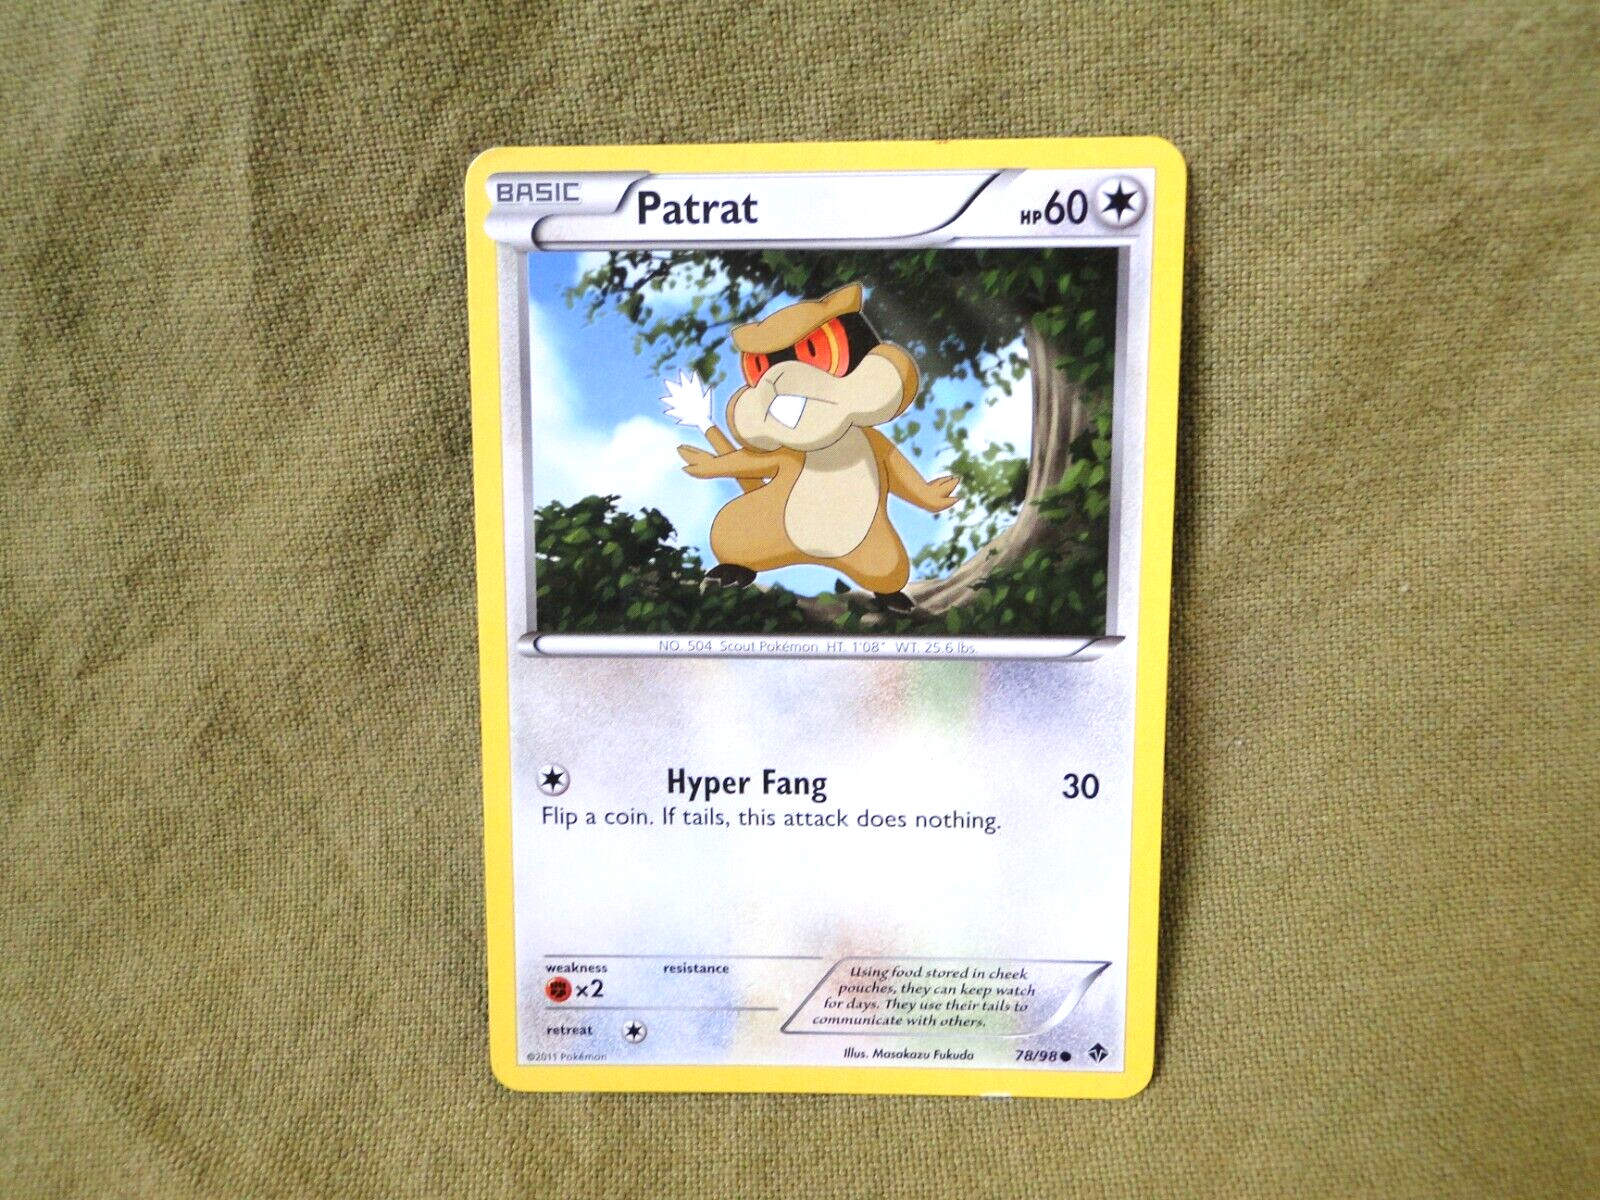 BASIC Patrat HP60
NO. 504 Scout Pokémon HT. 1'08" WT. 25.6 lbs.
Hyper Fang 30
Flip a coin. If tails, this attack does nothing.
weakness resistance
×2
retreat
Using food stored in cheek
pouches, they can keep watch
for days. They use their tails to
communicate with others.
©2011 Pokémon Illus. Masakazu Fukuda 78/98